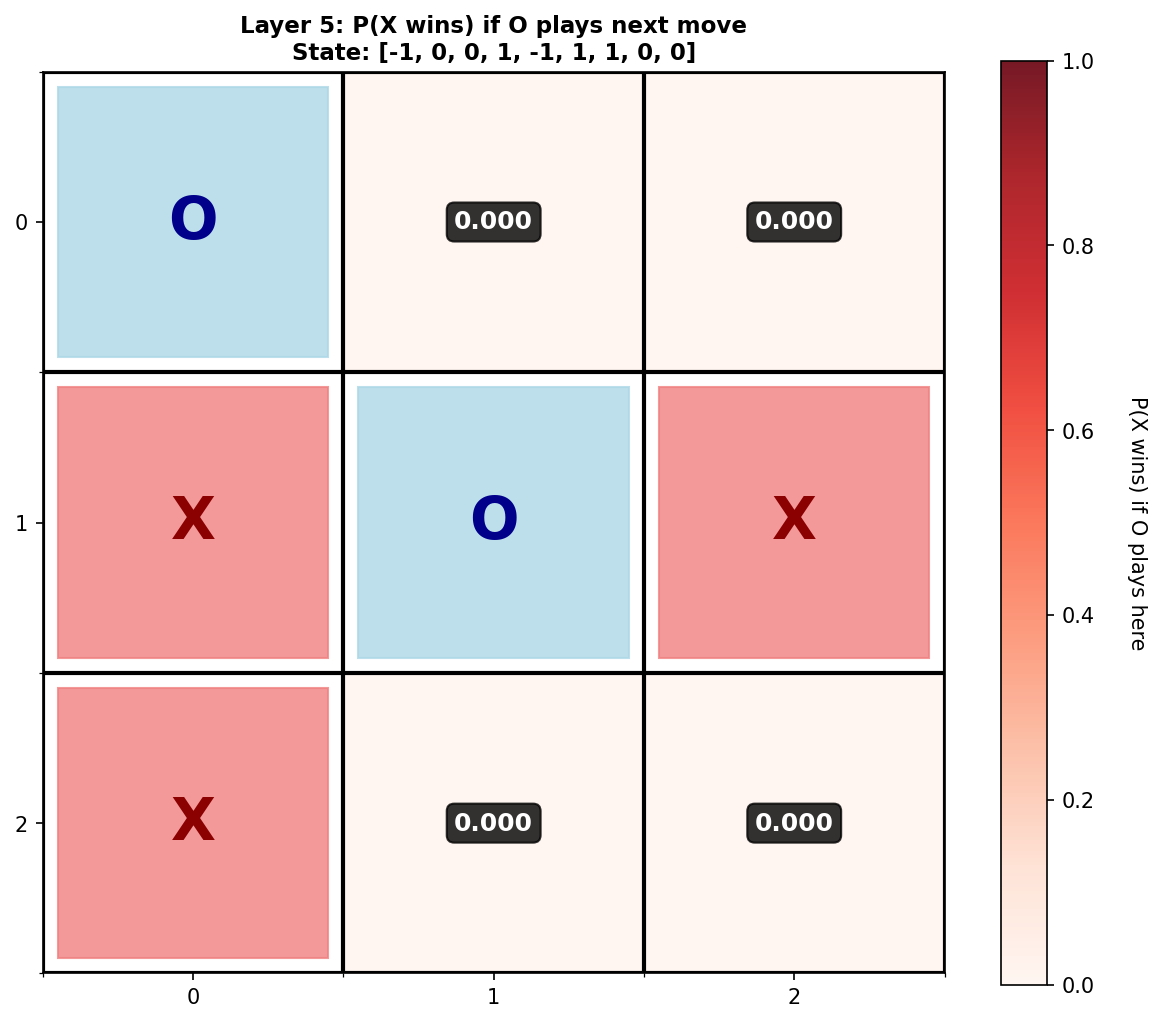 Layer 5: P(X wins) if O plays next move
State: [-1, 0, 0, 1, -1, 1, 1, 0, 0]
0
O
0.000
0.000
1
X
O
X
2
X
0.000
0.000
0
1
2
1.0
0.8
0.6
0.4
0.2
0.0
P(X wins) if O plays here